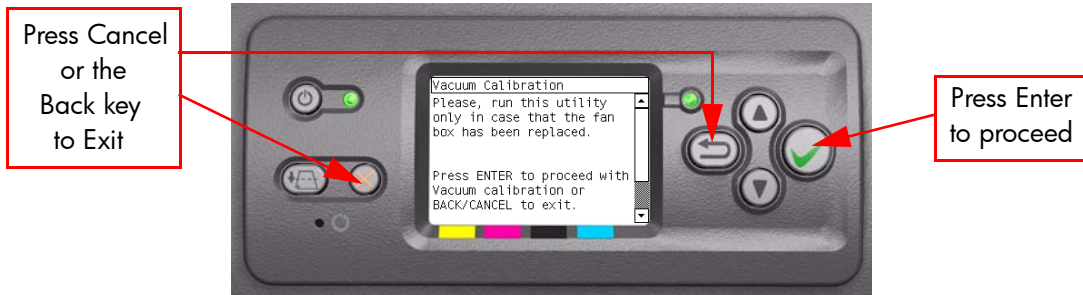 Press Cancel
or the
Back key
to Exit
Vacuum Calibration
Please, run this utility
only in case that the fan
box has been replaced.
Press ENTER to proceed with
Vacuum calibration or
BACK/CANCEL to exit.
Press Enter
to proceed